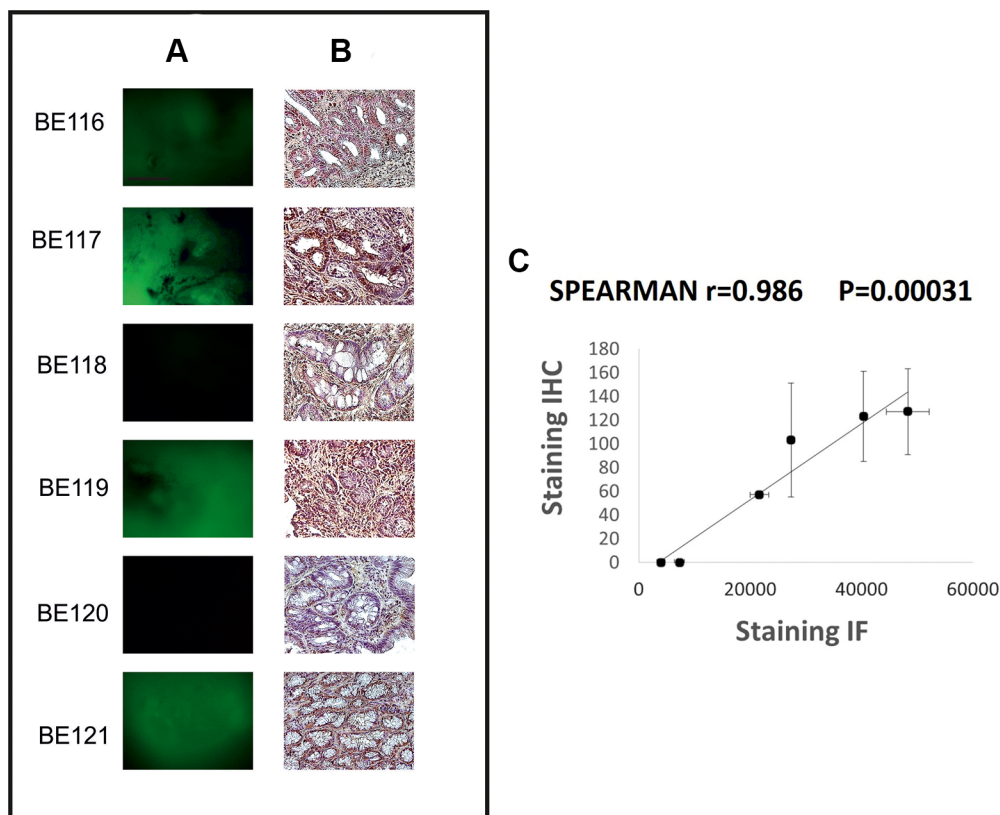 A
B
BE116
BE117
BE118
BE119
BE120
BE121
C
SPEARMAN r=0.986 P=0.00031
Staining IHC
180
160
140
120
100
80
60
40
20
0
0 20000 40000 60000
Staining IF